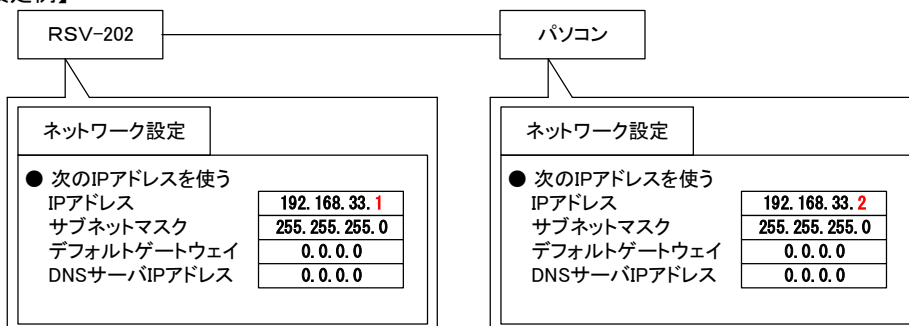 定例】
RSV-202
パソコン
ネットワーク設定
● 次のIPアドレスを使う
IPアドレス 192.168.33.1
サブネットマスク 255.255.255.0
デフォルトゲートウェイ 0.0.0.0
DNSサーバIPアドレス 0.0.0.0
ネットワーク設定
● 次のIPアドレスを使う
IPアドレス 192.168.33.2
サブネットマスク 255.255.255.0
デフォルトゲートウェイ 0.0.0.0
DNSサーバIPアドレス 0.0.0.0